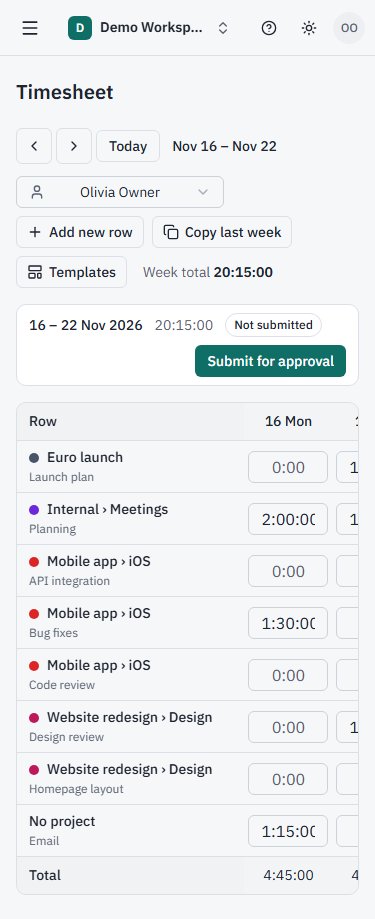 D Demo Worksp... OO
Timesheet
Today Nov 16 – Nov 22
Olivia Owner
Add new row Copy last week
Templates Week total 20:15:00
16 – 22 Nov 2026 20:15:00 Not submitted
Submit for approval
Row 16 Mon
Euro launch 0:00 1
Launch plan
Internal › Meetings 2:00:00 1
Planning
Mobile app › iOS 0:00
API integration
Mobile app › iOS 1:30:00
Bug fixes
Mobile app › iOS 0:00
Code review
Website redesign › Design 0:00 1
Design review
Website redesign › Design 0:00
Homepage layout
No project 1:15:00
Email
Total 4:45:00 4